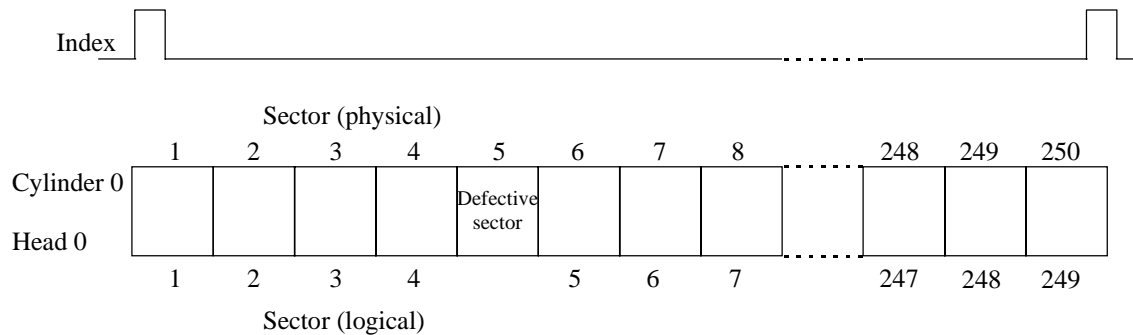 Index
Sector (physical)
1 2 3 4 5 6 7 8 248 249 250
Cylinder 0
Defective
sector
Head 0
1 2 3 4 5 6 7 247 248 249
Sector (logical)